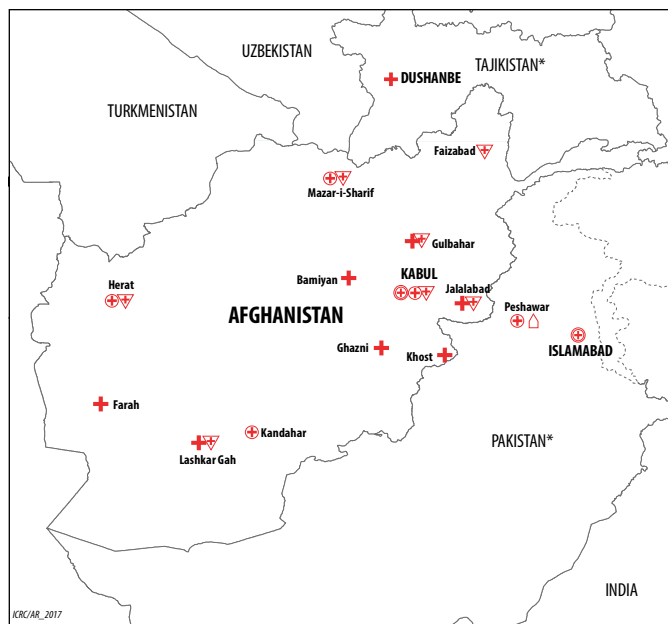 UZBEKISTAN
TAJIKISTAN*
DUSHANBE
TURKMENISTAN
Faizabad
Mazar-i-Sharif
Gulbahar
KABUL
Bamiyan
Herat
Jalalabad
Peshawar
AFGHANISTAN
Ghazni
Khost
ISLAMABAD
Farah
Kandahar
Lashkar Gah
PAKISTAN*
INDIA
ICRC/AR_2017